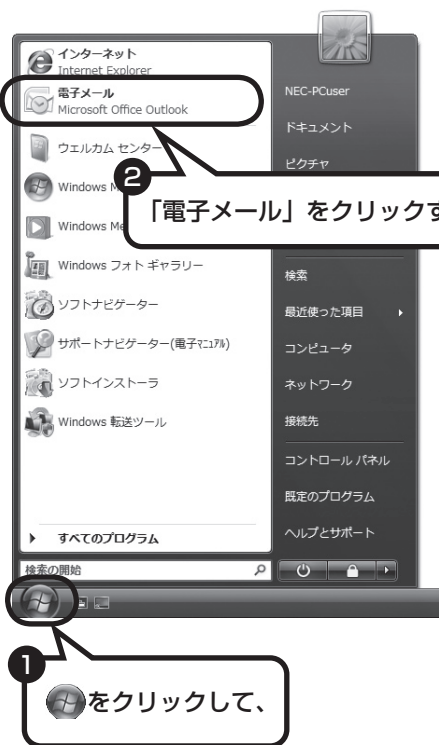 インターネット
Internet Explorer
電子メール
Microsoft Office Outlook
ウェルカム センター
Windows M
Windows Me
Windows フォト ギャラリー
ソフトナビゲーター
サポートナビゲーター(電子ﾏﾆｭｱﾙ)
ソフトインストーラ
Windows 転送ツール
すべてのプログラム
検索の開始
NEC-PCuser
ドキュメント
ピクチャ
検索
最近使った項目
コンピュータ
ネットワーク
接続先
コントロール パネル
既定のプログラム
ヘルプとサポート
❷
「電子メール」をクリックす
❶
をクリックして、